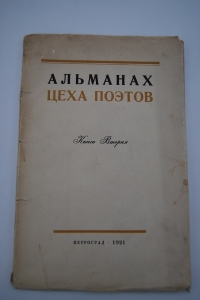 АЛЬМАНАХ
ЦЕХА ПОЭТОВ
Книга Вторая
ПЕТРОГРАД · 1921